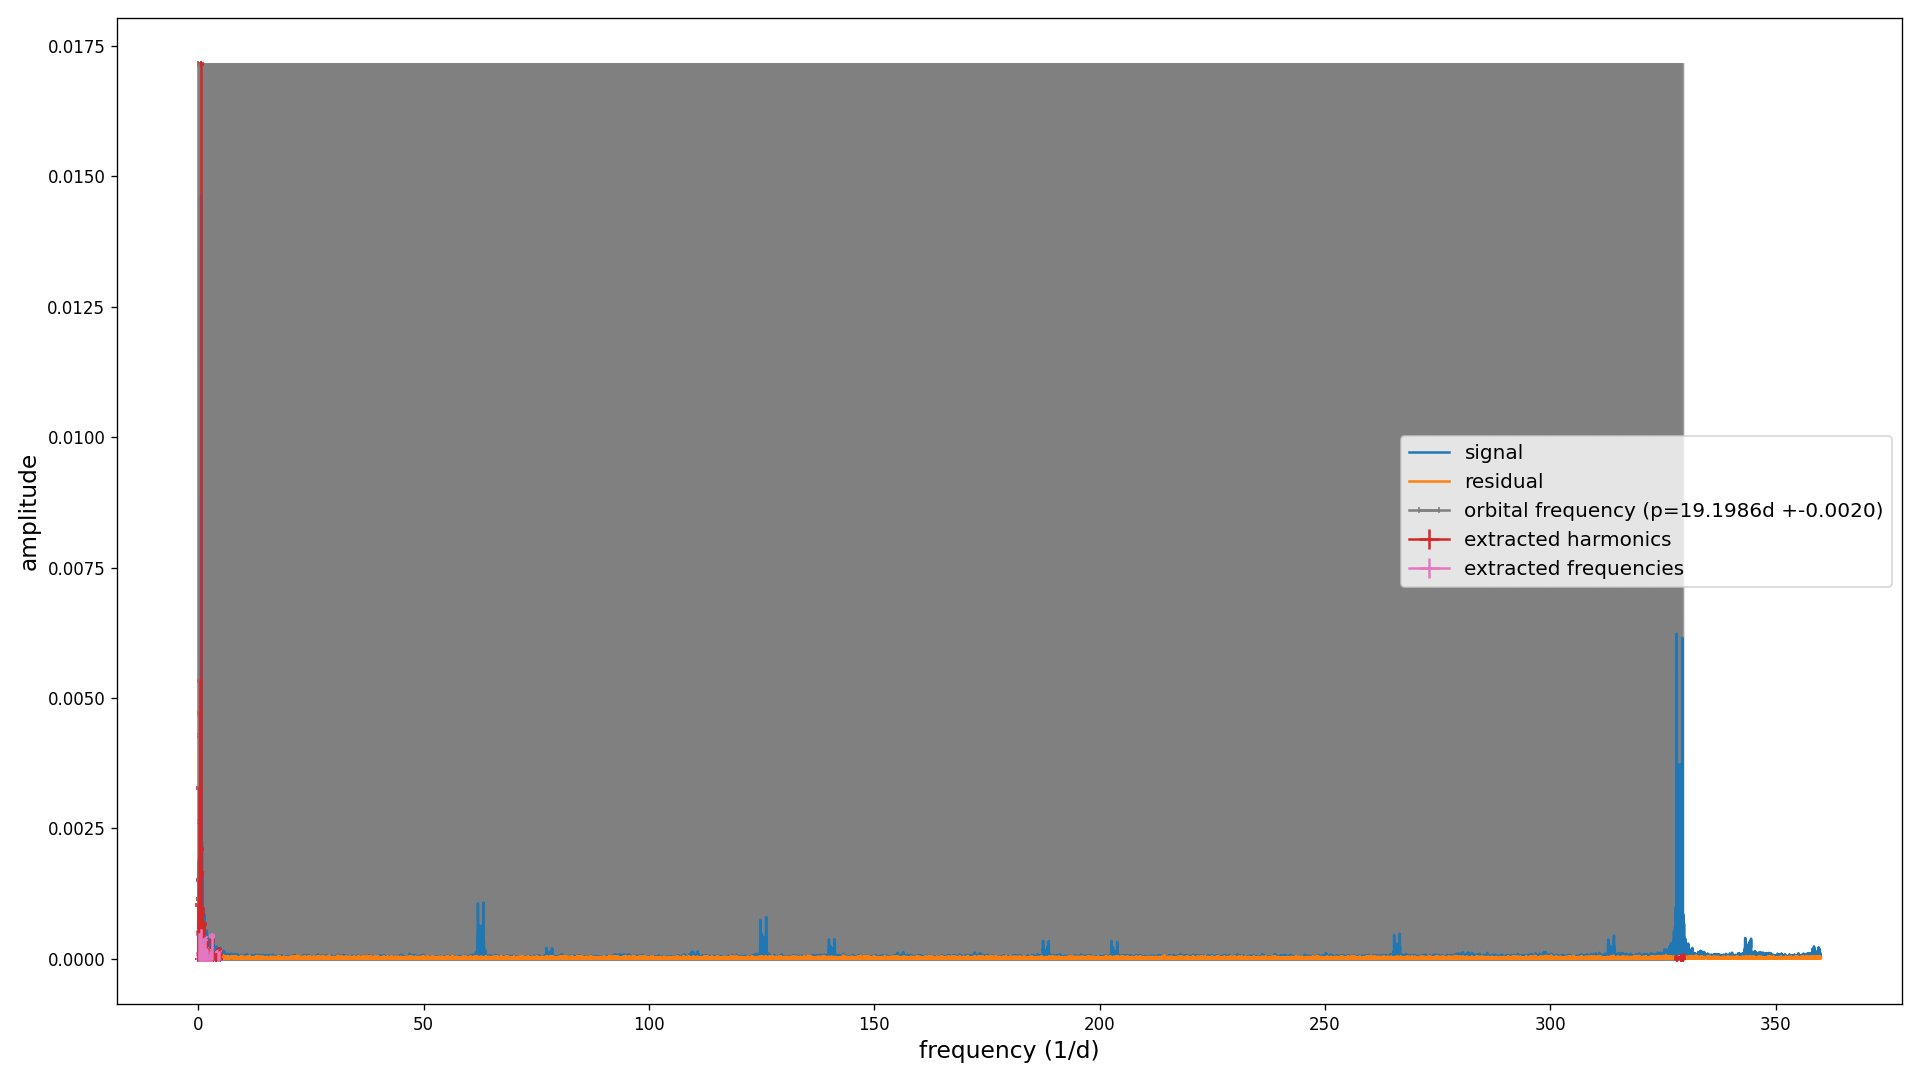 0.0175
0.0150
0.0125
0.0100
0.0075
0.0050
0.0025
0.0000
amplitude
signal
residual
orbital frequency (p=19.1986d +-0.0020)
extracted harmonics
extracted frequencies
0 50 100 150 200 250 300 350
frequency (1/d)